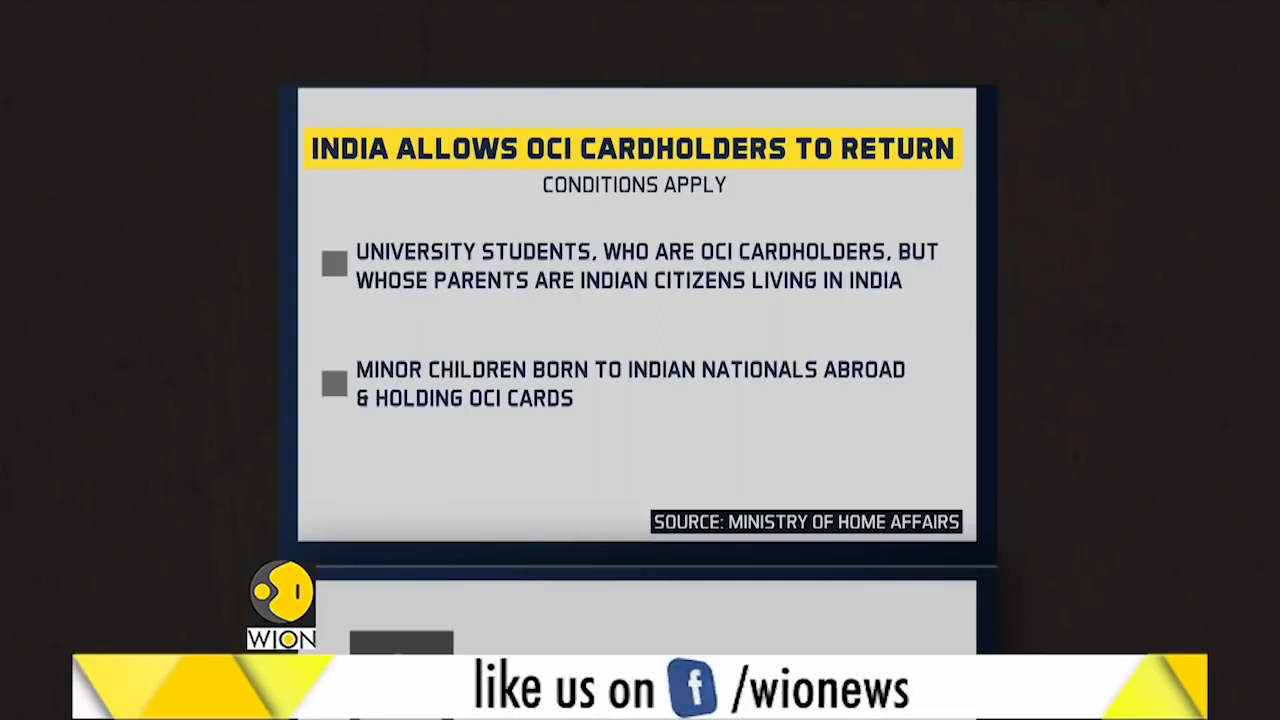 INDIA ALLOWS OCI CARDHOLDERS TO RETURN
CONDITIONS APPLY
UNIVERSITY STUDENTS, WHO ARE OCI CARDHOLDERS, BUT
WHOSE PARENTS ARE INDIAN CITIZENS LIVING IN INDIA
MINOR CHILDREN BORN TO INDIAN NATIONALS ABROAD
& HOLDING OCI CARDS
SOURCE: MINISTRY OF HOME AFFAIRS
WION
like us on f /wionews